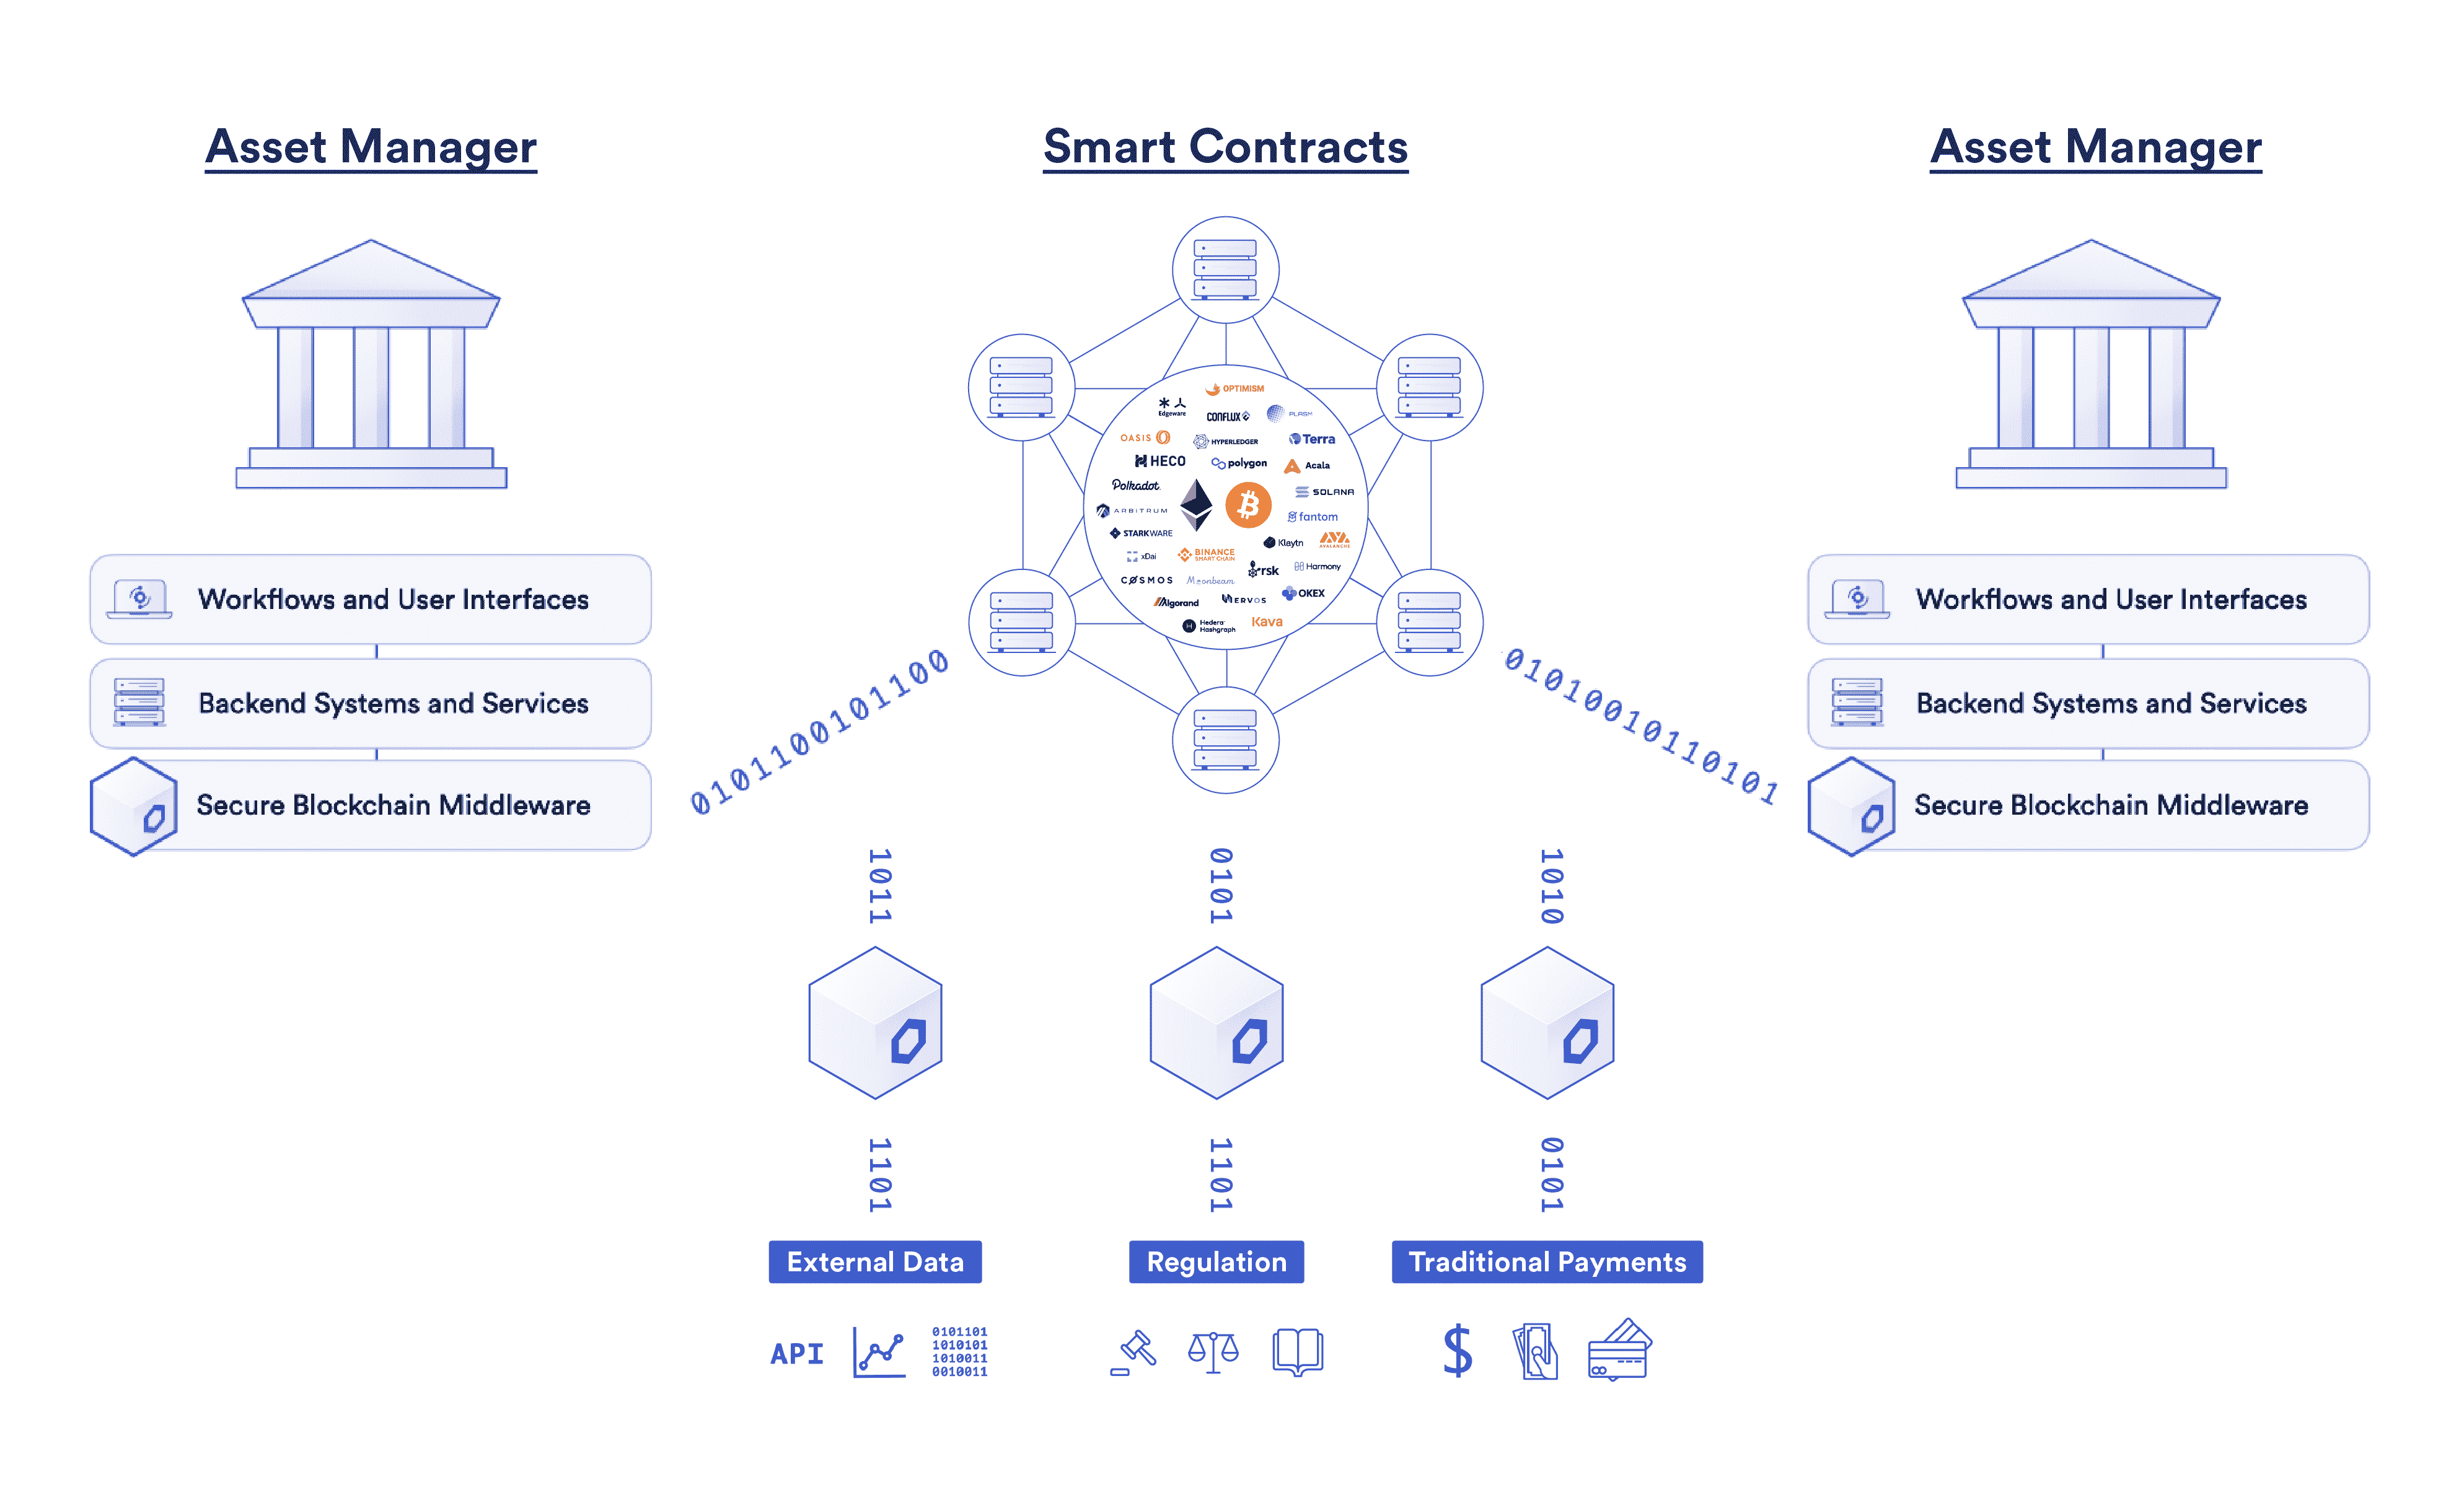 Asset Manager
Smart Contracts
Asset Manager
OPTIMISM
Edgeware
CONFLUX
PLASM
OASIS
HYPERLEDGER
Terra
HECO
polygon
Acala
Polkadot
SOLANA
ARBITRUM
fantom
STARKWARE
Klaytn
AVALANCHE
xDai
BINANCE
SMART CHAIN
rsk
Harmony
COSMOS
Moonbeam
Algorand
NERVOS
OKEX
Hedera
Hashgraph
Kava
Workflows and User Interfaces
Backend Systems and Services
Secure Blockchain Middleware
Workflows and User Interfaces
Backend Systems and Services
Secure Blockchain Middleware
01011001011100
010100101110101
1011
0101
1010
1101
1101
0101
External Data
Regulation
Traditional Payments
API
0101101
1010101
1010011
0010011
$